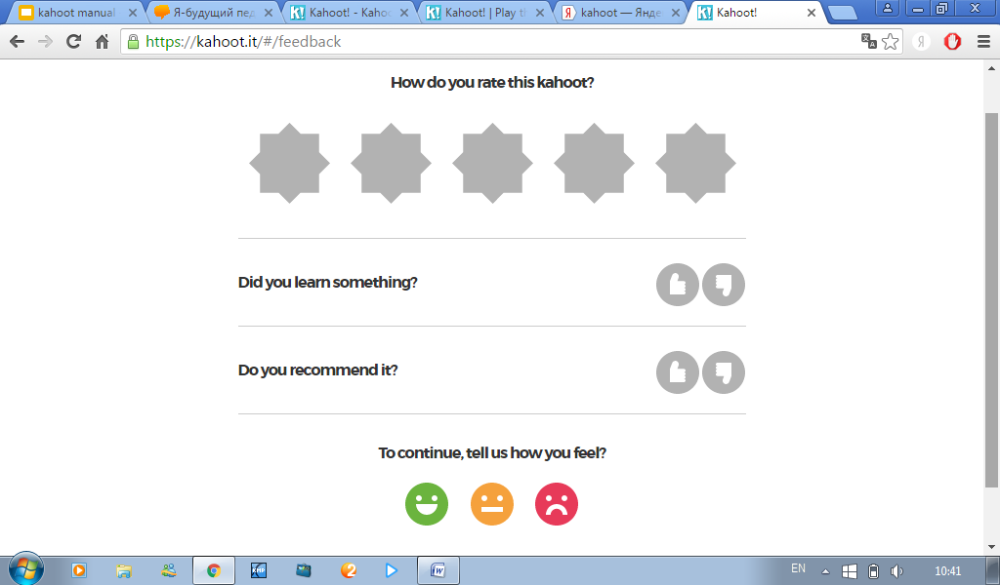 kahoot manual
Я-будущий пед
Kahoot! - Kahoo
Kahoot! | Play th
kahoot — Янде
Kahoot!
https://kahoot.it/#/feedback
How do you rate this kahoot?
Did you learn something?
Do you recommend it?
To continue, tell us how you feel?
EN
10:41